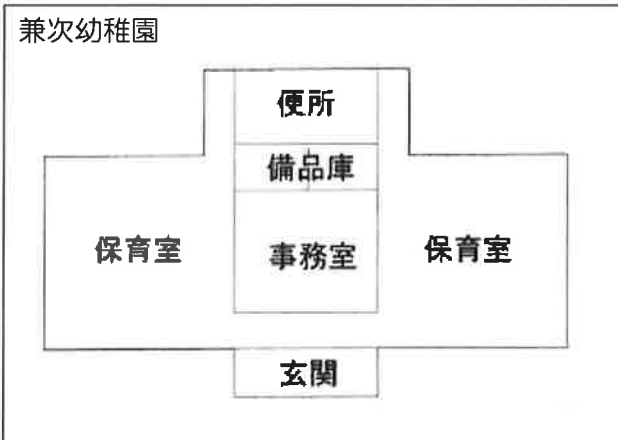 兼次幼稚園
便所
備品庫
保育室
事務室
保育室
玄関